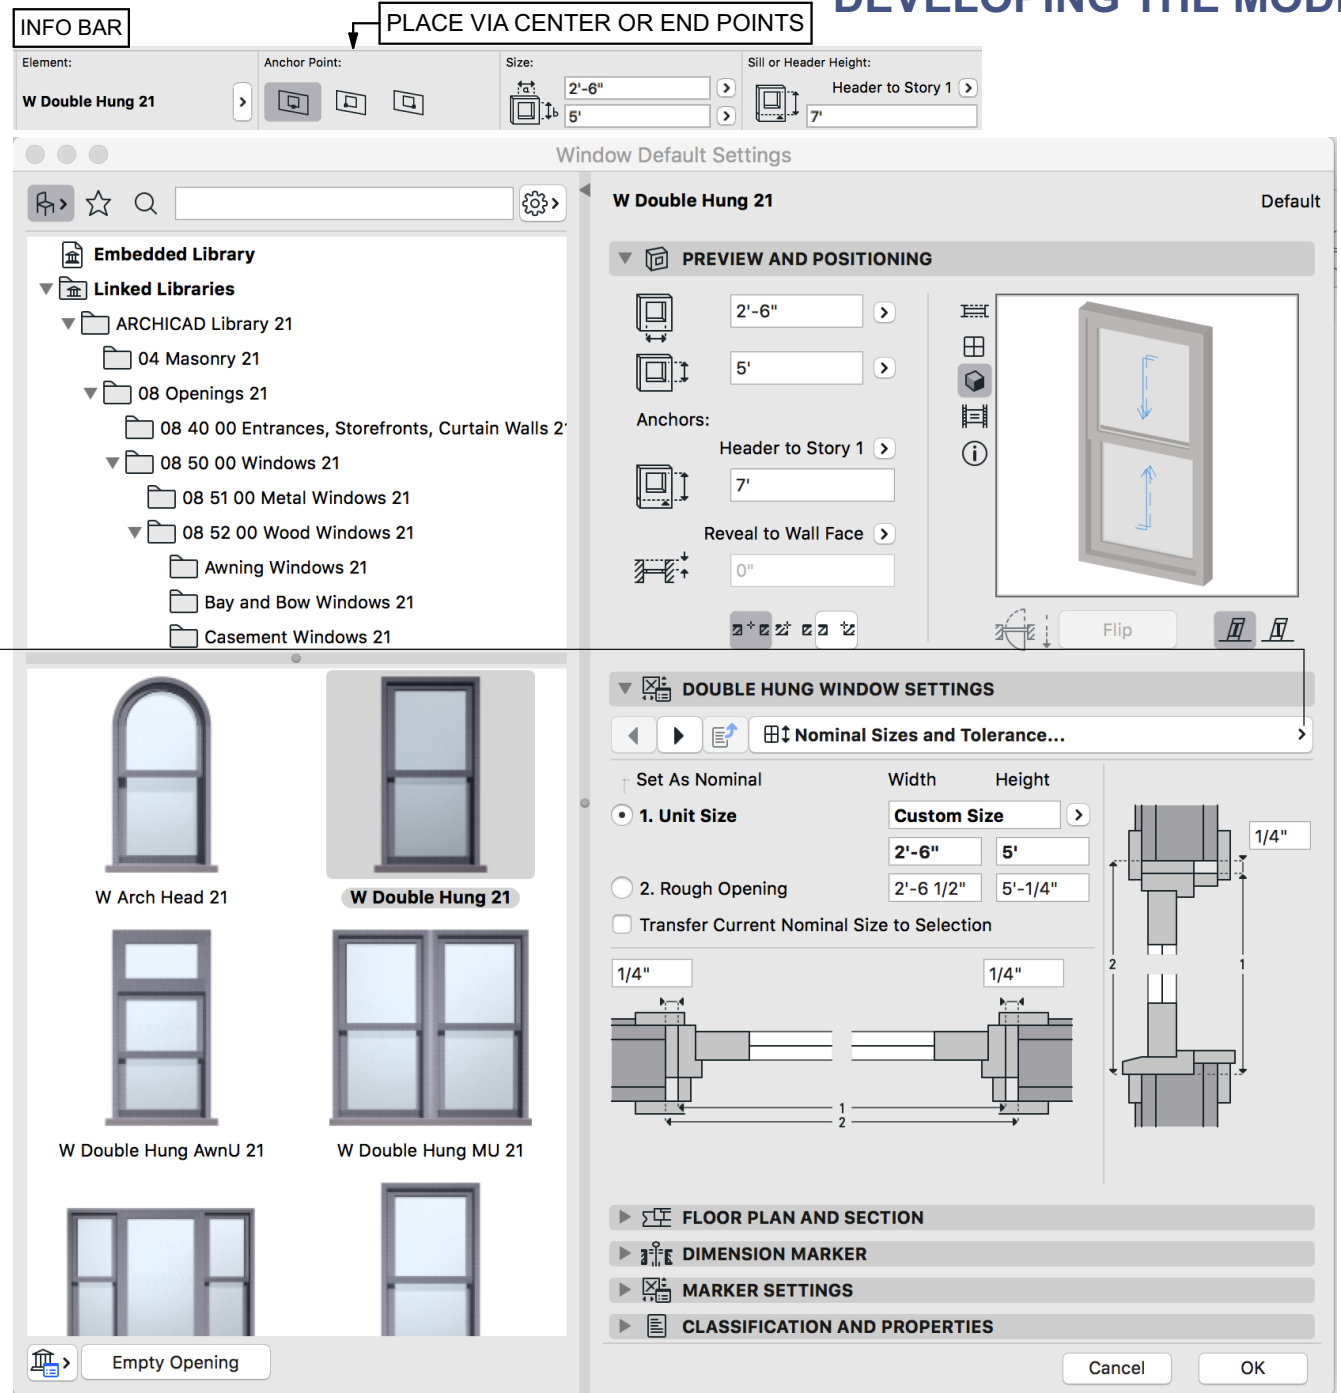 DEVELOPING THE MOD
INFO BAR
PLACE VIA CENTER OR END POINTS
Element:
Anchor Point:
Size:
Sill or Header Height:
W Double Hung 21
a
2'-6"
Header to Story 1
b
5'
7'
Window Default Settings
W Double Hung 21
Default
Embedded Library
Linked Libraries
ARCHICAD Library 21
04 Masonry 21
08 Openings 21
08 40 00 Entrances, Storefronts, Curtain Walls 2
08 50 00 Windows 21
08 51 00 Metal Windows 21
08 52 00 Wood Windows 21
Awning Windows 21
Bay and Bow Windows 21
Casement Windows 21
W Arch Head 21
W Double Hung 21
W Double Hung AwnU 21
W Double Hung MU 21
Empty Opening
PREVIEW AND POSITIONING
2'-6"
5'
Anchors:
Header to Story 1
7'
Reveal to Wall Face
0"
Flip
DOUBLE HUNG WINDOW SETTINGS
Nominal Sizes and Tolerance...
Set As Nominal
Width
Height
1. Unit Size
Custom Size
2'-6"
5'
2. Rough Opening
2'-6 1/2"
5'-1/4"
Transfer Current Nominal Size to Selection
1/4"
1/4"
1
2
1/4"
2
1
FLOOR PLAN AND SECTION
DIMENSION MARKER
MARKER SETTINGS
CLASSIFICATION AND PROPERTIES
Cancel
OK